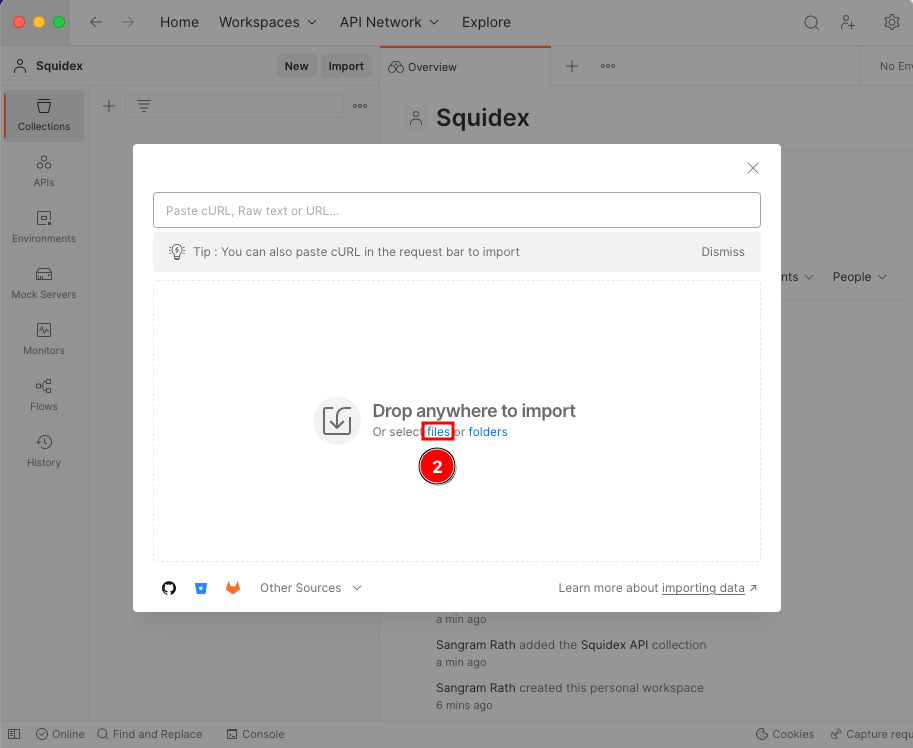 Home Workspaces API Network Explore
Squidex New Import Overview No Env
Squidex
Collections
APIs
Environments
Mock Servers
Monitors
Flows
History
Paste cURL, Raw text or URL...
Tip : You can also paste cURL in the request bar to import Dismiss
nts People
Drop anywhere to import
Or select files or folders
2
Other Sources Learn more about importing data
a min ago
Sangram Rath added the Squidex API collection
a min ago
Sangram Rath created this personal workspace
6 mins ago
Online Find and Replace Console Cookies Capture requ